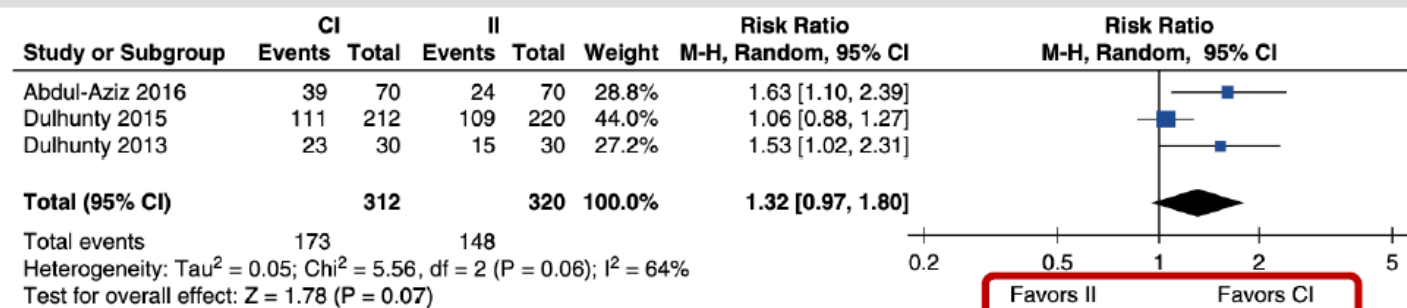 CI II Risk Ratio Risk Ratio
Study or Subgroup Events Total Events Total Weight M-H, Random, 95% CI M-H, Random, 95% CI
Abdul-Aziz 2016 39 70 24 70 28.8% 1.63 [1.10, 2.39]
Dulhunty 2015 111 212 109 220 44.0% 1.06 [0.88, 1.27]
Dulhunty 2013 23 30 15 30 27.2% 1.53 [1.02, 2.31]
Total (95% CI) 312 320 100.0% 1.32 [0.97, 1.80]
Total events 173 148
Heterogeneity: Tau² = 0.05; Chi² = 5.56, df = 2 (P = 0.06); I² = 64%
Test for overall effect: Z = 1.78 (P = 0.07)
0.2 0.5 1 2 5
Favors II Favors CI